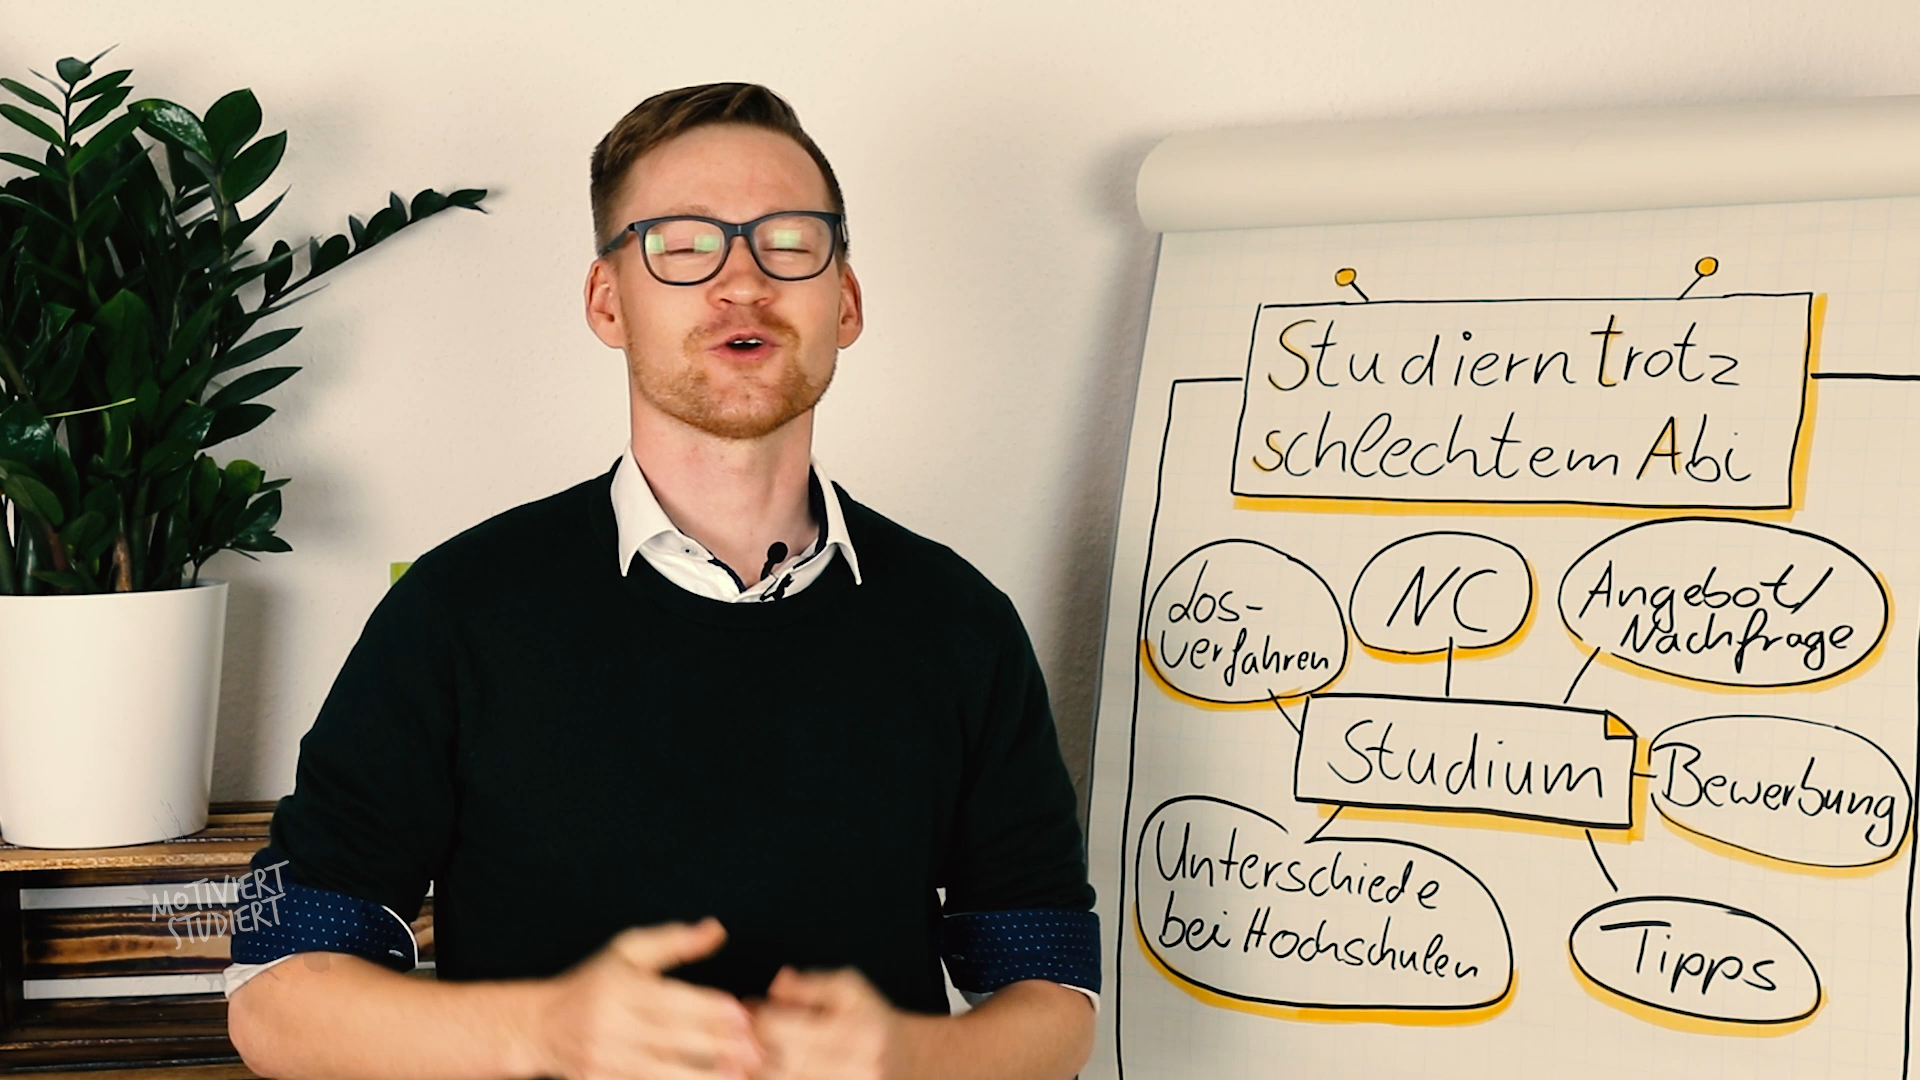 Studiern trotz
schlechtem Abi
Los-
verfahren
NC
Angebot/
Nachfrage
Studium
Bewerbung
Unterschiede
bei Hochschulen
Tipps
MOTIVIERT
STUDIERT